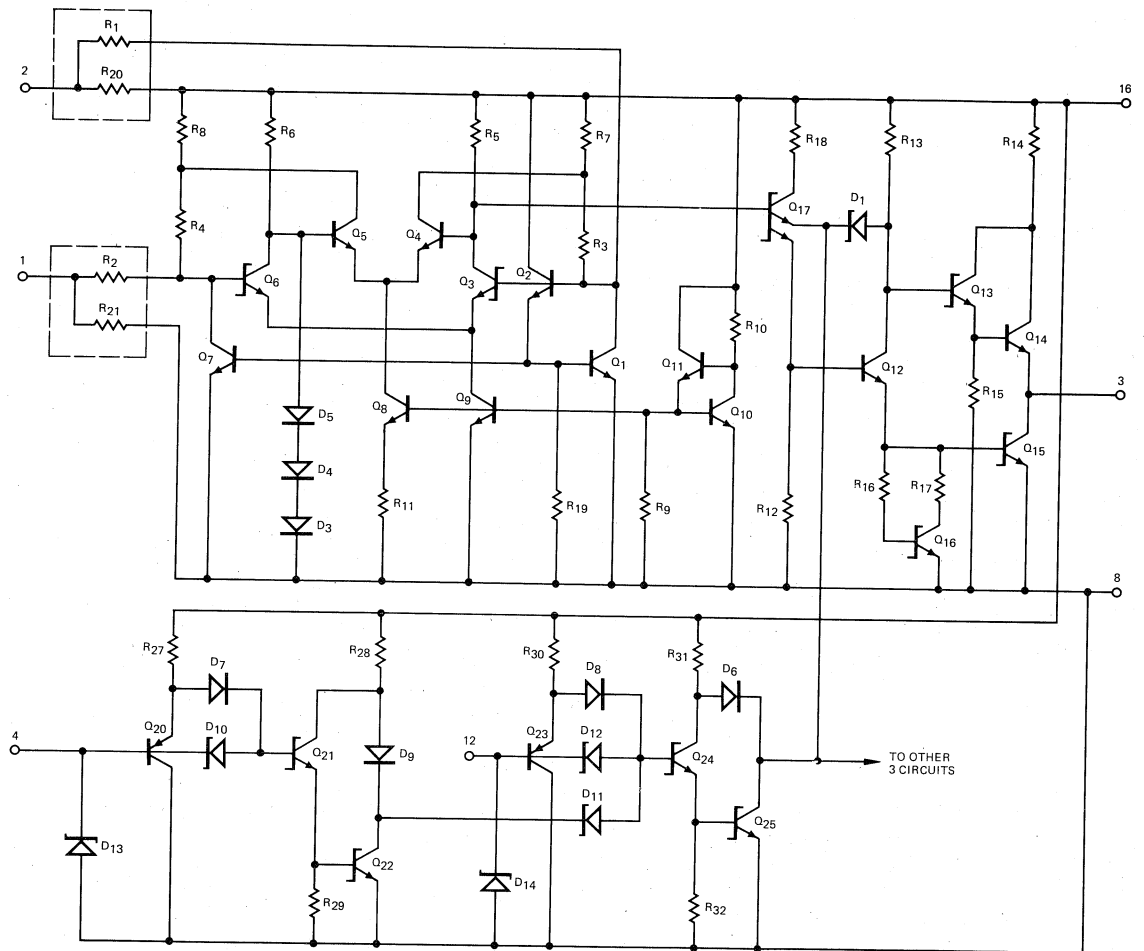 R1
R20
2
16
R8
R6
R5
R7
R18
R13
R14
R4
Q5
Q4
R3
Q17
D1
1
R2
Q6
Q3
Q2
Q13
R21
R10
Q14
Q7
Q1
Q11
Q12
R15
3
D5
Q8
Q9
Q10
Q15
D4
R16
R17
R11
R19
R9
R12
D3
Q16
8
R27
D7
R28
R30
D8
R31
D6
4
Q20
D10
Q21
D9
12
Q23
D12
Q24
TO OTHER
3 CIRCUITS
D11
Q25
D13
Q22
D14
R29
R32